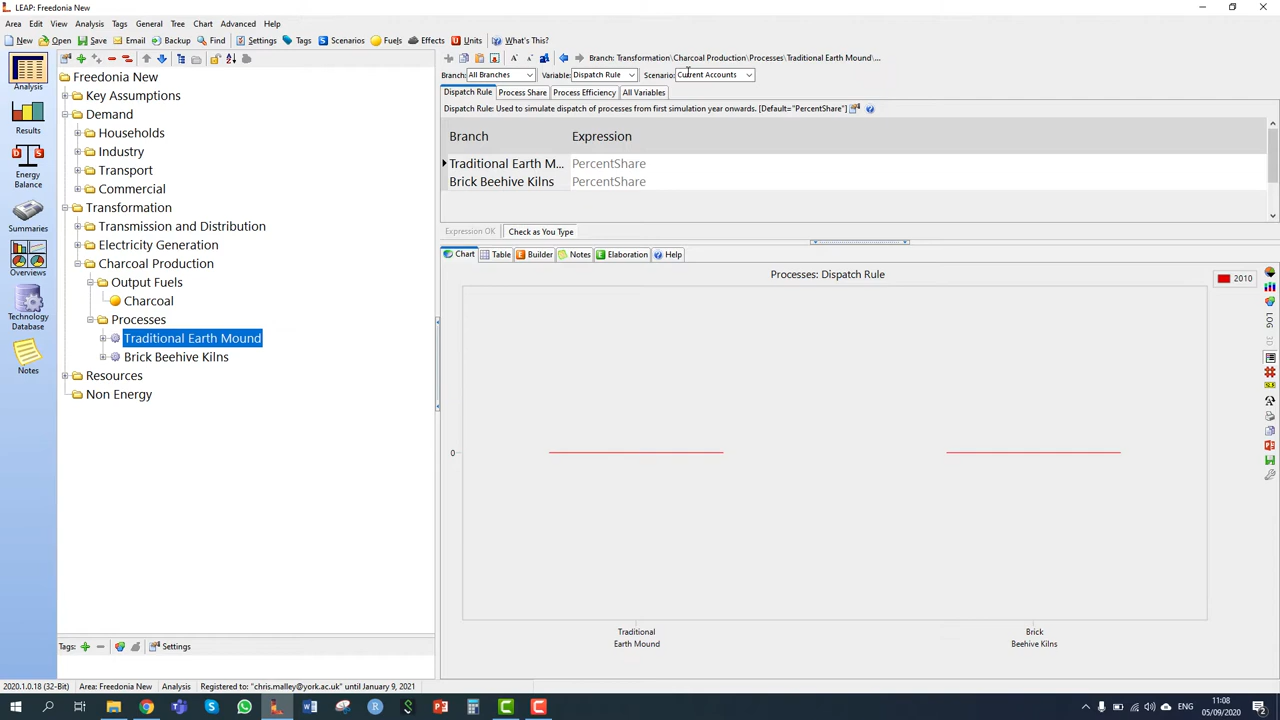 LEAP: Freedonia New
Area Edit View Analysis Tags General Tree Chart Advanced Help
New Open Save Email Backup Find Settings Tags Scenarios Fuels Effects Units What's This?
Analysis
Results
Energy
Balance
Summaries
Overviews
Technology
Database
Notes
Freedonia New
Key Assumptions
Demand
Households
Industry
Transport
Commercial
Transformation
Transmission and Distribution
Electricity Generation
Charcoal Production
Output Fuels
Charcoal
Processes
Traditional Earth Mound
Brick Beehive Kilns
Resources
Non Energy
Tags: Settings
Branch: Transformation\Charcoal Production\Processes\Traditional Earth Mound\...
Branch: All Branches Variable: Dispatch Rule Scenario: Current Accounts
Dispatch Rule Process Share Process Efficiency All Variables
Dispatch Rule: Used to simulate dispatch of processes from first simulation year onwards. [Default="PercentShare"]
Branch Expression
Traditional Earth M... PercentShare
Brick Beehive Kilns PercentShare
Expression OK Check as You Type
Chart Table Builder Notes Elaboration Help
Processes: Dispatch Rule
2010
LOG
0
Traditional
Earth Mound
Brick
Beehive Kilns
2020.1.0.18 (32-Bit) Area: Freedonia New Analysis Registered to: "chris.malley@york.ac.uk" until January 9, 2021
ENG
11:08
05/09/2020
2